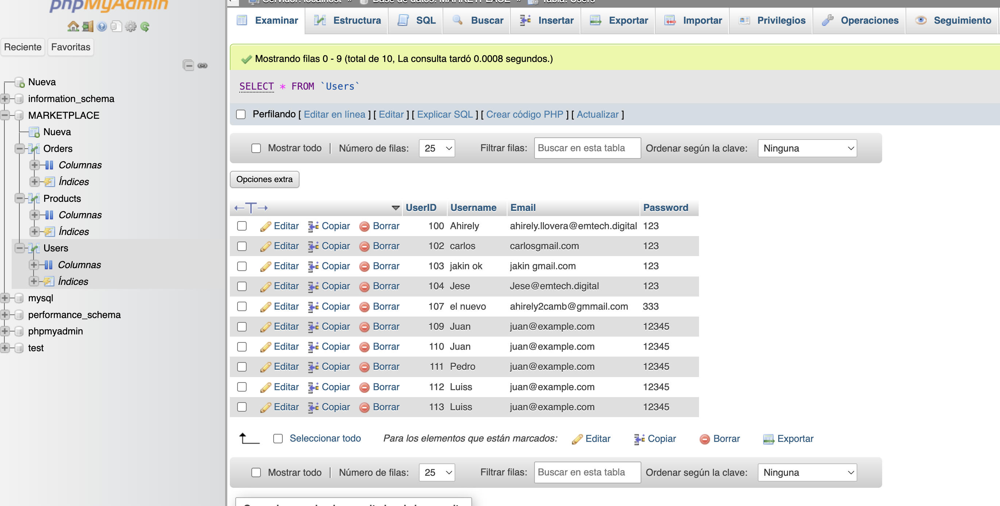 phpMyAdmin
Reciente Favoritas
Nueva
information_schema
MARKETPLACE
Nueva
Orders
Columnas
Índices
Products
Columnas
Índices
Users
Columnas
Índices
mysql
performance_schema
phpmyadmin
test
Servidor: localhost » Base de datos: MARKETPLACE » Tabla: Users
Examinar Estructura SQL Buscar Insertar Exportar Importar Privilegios Operaciones Seguimiento
Mostrando filas 0 - 9 (total de 10, La consulta tardó 0.0008 segundos.)
SELECT * FROM `Users`
Perfilando [ Editar en línea ] [ Editar ] [ Explicar SQL ] [ Crear código PHP ] [ Actualizar ]
Mostrar todo | Número de filas: 25 Filtrar filas: Buscar en esta tabla Ordenar según la clave: Ninguna
Opciones extra
←T→ UserID Username Email Password
Editar Copiar Borrar 100 Ahirely ahirely.llovera@emtech.digital 123
Editar Copiar Borrar 102 carlos carlosgmail.com 123
Editar Copiar Borrar 103 jakin ok jakin gmail.com 123
Editar Copiar Borrar 104 Jese Jese@emtech.digital 123
Editar Copiar Borrar 107 el nuevo ahirely2camb@gmmail.com 333
Editar Copiar Borrar 109 Juan juan@example.com 12345
Editar Copiar Borrar 110 Juan juan@example.com 12345
Editar Copiar Borrar 111 Pedro juan@example.com 12345
Editar Copiar Borrar 112 Luiss juan@example.com 12345
Editar Copiar Borrar 113 Luiss juan@example.com 12345
Seleccionar todo Para los elementos que están marcados: Editar Copiar Borrar Exportar
Mostrar todo | Número de filas: 25 Filtrar filas: Buscar en esta tabla Ordenar según la clave: Ninguna